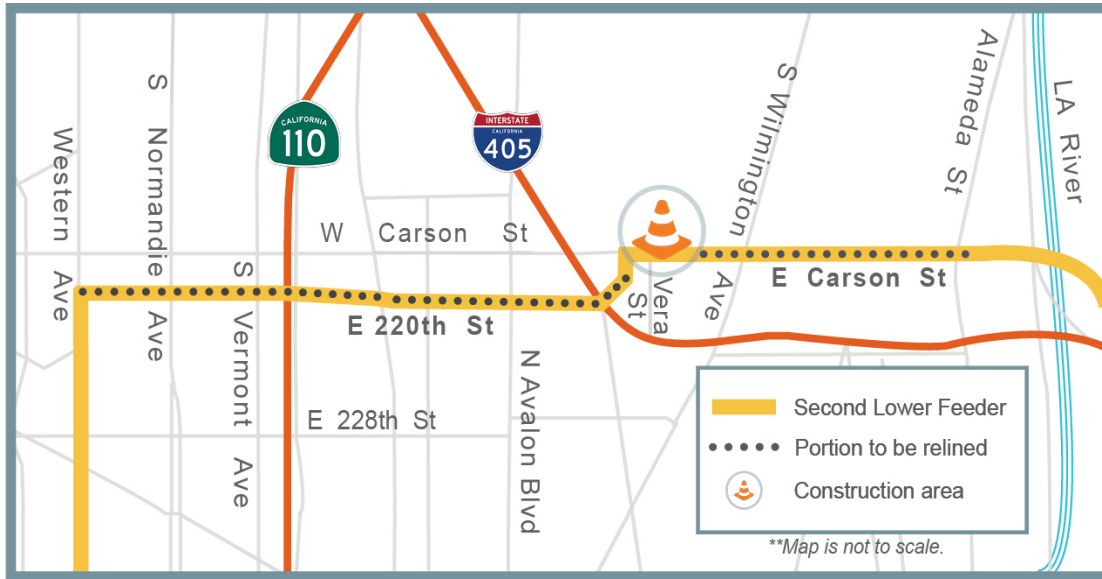 Western Ave
S Normandie Ave
S Vermont Ave
CALIFORNIA
110
INTERSTATE
CALIFORNIA
405
W Carson St
E 220th St
E 228th St
N Avalon Blvd
Vera St
S Wilmington Ave
E Carson St
Alameda St
LA River
Second Lower Feeder
Portion to be relined
Construction area
**Map is not to scale.